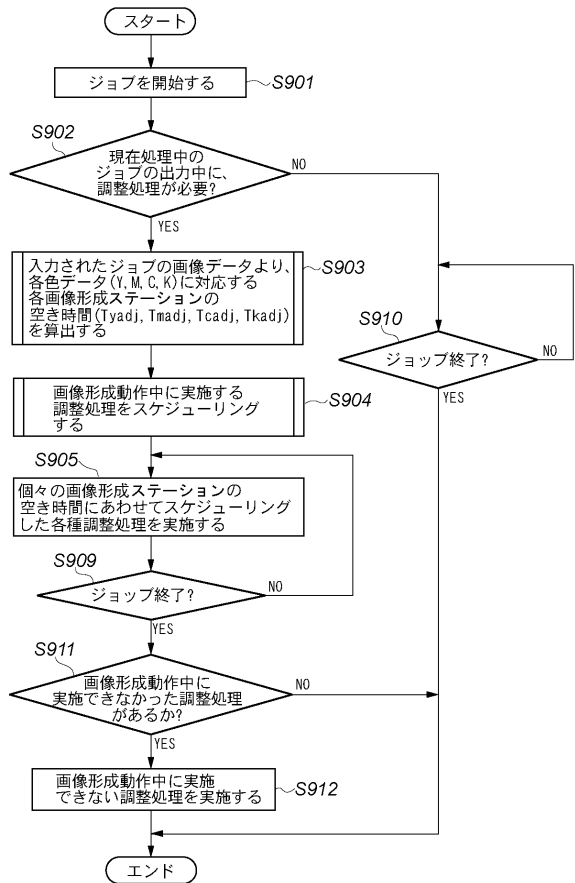 スタート
ジョブを開始する
S901
S902
現在処理中の
ジョブの出力中に、
調整処理が必要?
NO
YES
入力されたジョブの画像データより、
各色データ(Y,M,C,K)に対応する
各画像形成ステーションの
空き時間(Tyadj,Tmadj,Tcadj,Tkadj)
を算出する
S903
S910
ジョッブ終了?
NO
YES
画像形成動作中に実施する
調整処理をスケジューリング
する
S904
S905
個々の画像形成ステーションの
空き時間にあわせてスケジューリング
した各種調整処理を実施する
S909
ジョッブ終了?
NO
YES
S911
画像形成動作中に
実施できなかった調整処理
があるか?
NO
YES
画像形成動作中に実施
できない調整処理を実施する
S912
エンド